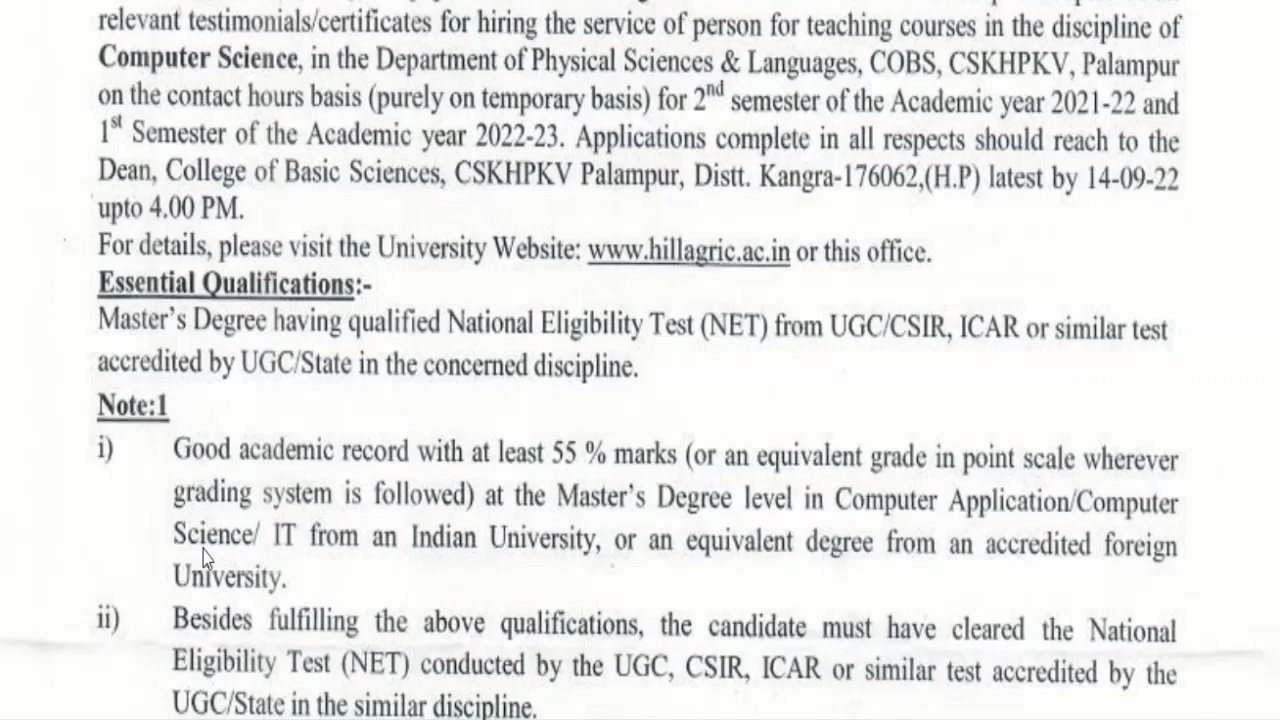 relevant testimonials/certificates for hiring the service of person for teaching courses in the discipline of
Computer Science, in the Department of Physical Sciences & Languages, COBS, CSKHPKV, Palampur
on the contact hours basis (purely on temporary basis) for 2nd semester of the Academic year 2021-22 and
1st Semester of the Academic year 2022-23. Applications complete in all respects should reach to the
Dean, College of Basic Sciences, CSKHPKV Palampur, Distt. Kangra-176062,(H.P) latest by 14-09-22
upto 4.00 PM.
For details, please visit the University Website: www.hillagric.ac.in or this office.
Essential Qualifications:-
Master's Degree having qualified National Eligibility Test (NET) from UGC/CSIR, ICAR or similar test
accredited by UGC/State in the concerned discipline.
Note:1
i) Good academic record with at least 55 % marks (or an equivalent grade in point scale wherever
grading system is followed) at the Master's Degree level in Computer Application/Computer
Science/ IT from an Indian University, or an equivalent degree from an accredited foreign
University.
ii) Besides fulfilling the above qualifications, the candidate must have cleared the National
Eligibility Test (NET) conducted by the UGC, CSIR, ICAR or similar test accredited by the
UGC/State in the similar discipline.